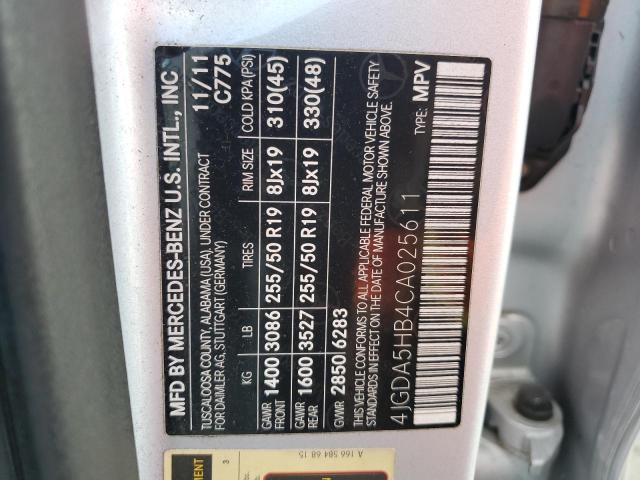 MFD BY MERCEDES-BENZ U.S. INTL., INC
TUSCALOOSA COUNTY, ALABAMA (USA), UNDER CONTRACT 11/11
FOR DAIMLER AG, STUTTGART (GERMANY) C775
KG LB TIRES RIM SIZE COLD KPA(PSI)
GAWR FRONT 1400 3086 255/50 R19 8Jx19 310(45)
GAWR REAR 1600 3527 255/50 R19 8Jx19 330(48)
GVWR 2850 6283
CONFORMS TO ALL APPLICABLE FEDERAL MOTOR VEHICLE SAFETY
STANDARDS IN EFFECT ON THE DATE OF MANUFACTURE SHOWN ABOVE.
4JGDA5HB4CA025611 TYPE: MPV
A 166 584 68 15
3